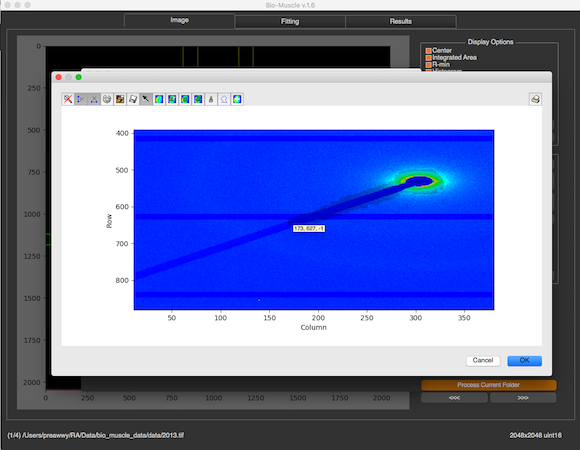 Bio-Muscle v.1.6
Image Fitting Results
Display Options
Center
Integrated Area
R-min
0
250
500
750
1000
1250
1500
1750
2000
0 250 500 750 1000 1250 1500 1750 2000
400
500
600
700
800
Row
173, 627, -1
50 100 150 200 250 300 350
Column
Cancel OK
Process Current Folder
<<< >>>
(1/4) /Users/preawwy/RA/Data/bio_muscle_data/data/2013.tif
2048x2048 uint16